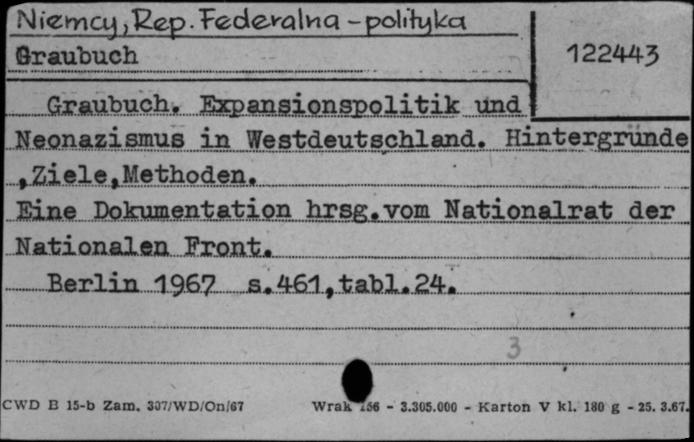 Niemcy, Rep. Federalna - polityka
Graubuch
122443
Graubuch. Expansionspolitik und
Neonazismus in Westdeutschland. Hintergründe
,Ziele,Methoden.
Eine Dokumentation hrsg.vom Nationalrat der
Nationalen Front.
Berlin 1967 s.461,tabl.24.
3
CWD B 15-b Zam. 307/WD/On/67 - 3.305.000 - Karton V kl. 180 g - 25. 3.67.